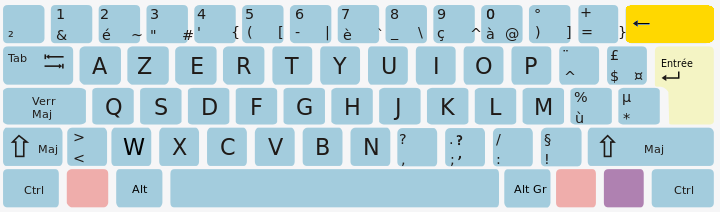 1 2 3 4 5 6 7 8 9 0 ° +
² & é ~ " # ' { ( [ - | è ` _ \ ç ^ à @ ) ] = } ←
Tab A Z E R T Y U I O P ¨ £ Entrée
^ $ ¤
Verr Q S D F G H J K L M % µ
Maj ù *
⇧ Maj > W X C V B N ? . ? / § ⇧ Maj
< , ; ’ : !
Ctrl Alt Alt Gr Ctrl